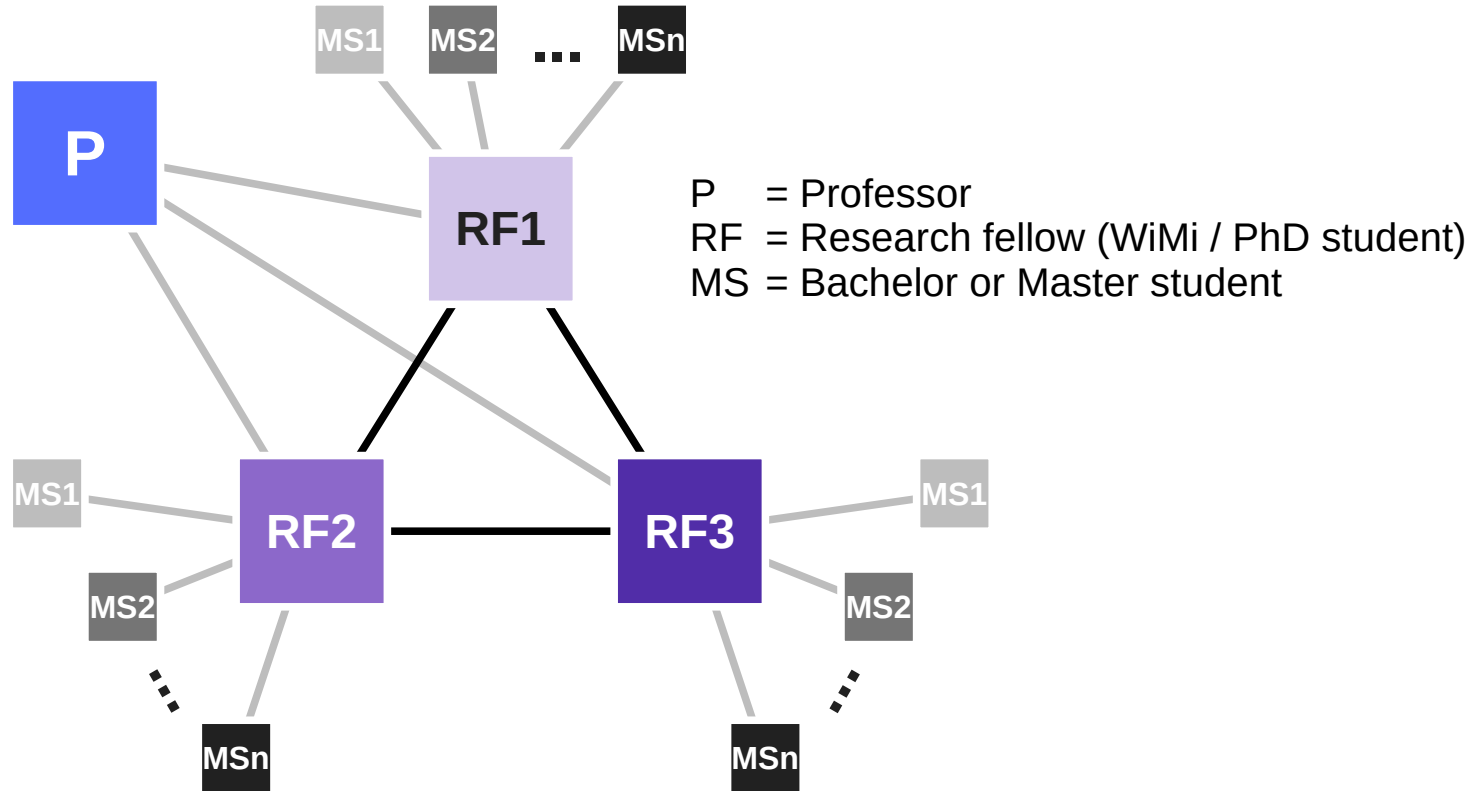 MS1 MS2 ... MSn
P
RF1
P = Professor
RF = Research fellow (WiMi / PhD student)
MS = Bachelor or Master student
MS1 RF2 RF3 MS1
MS2 MS2
MSn MSn